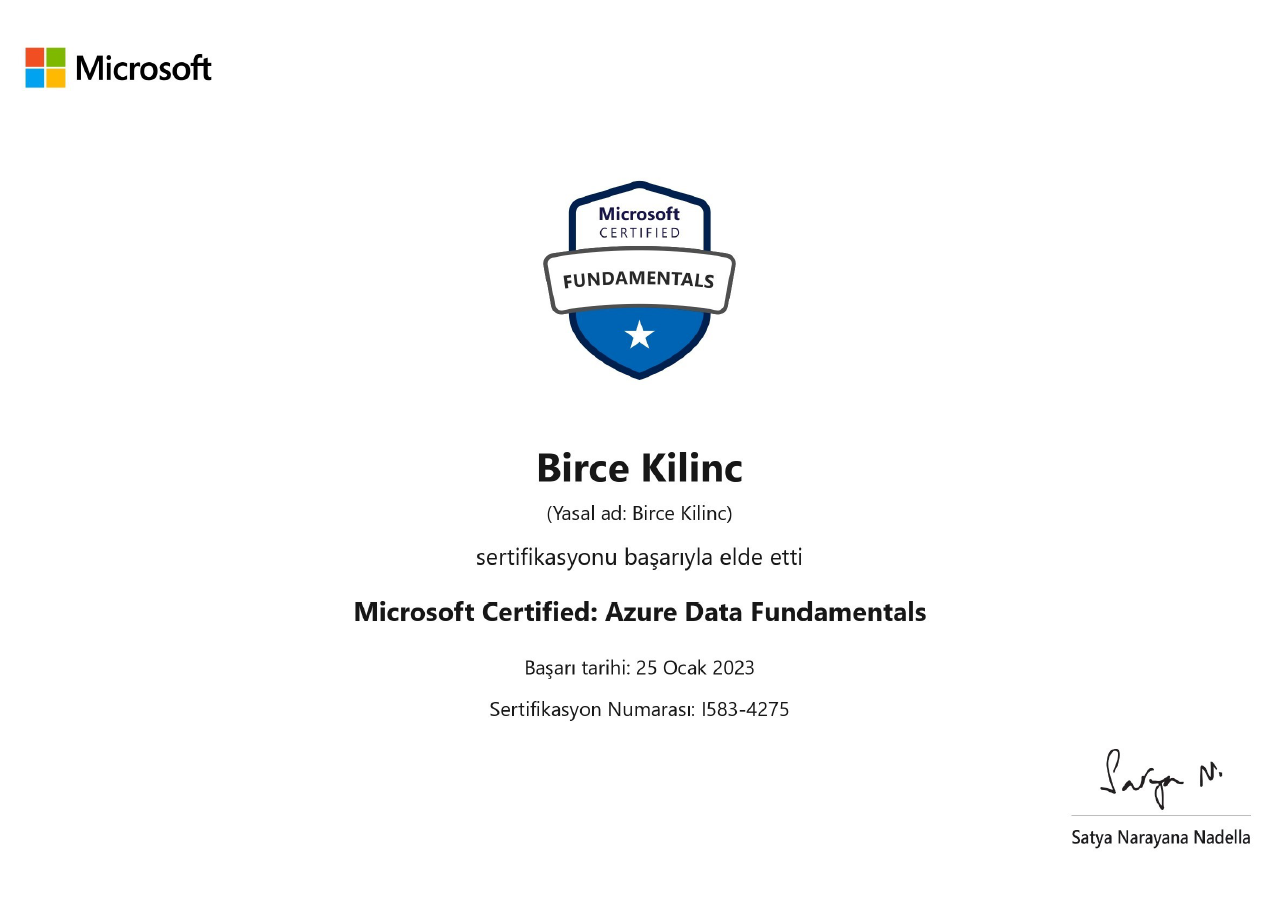 Microsoft
Microsoft
CERTIFIED
FUNDAMENTALS
Birce Kilinc
(Yasal ad: Birce Kilinc)
sertifikasyonu başarıyla elde etti
Microsoft Certified: Azure Data Fundamentals
Başarı tarihi: 25 Ocak 2023
Sertifikasyon Numarası: I583-4275
Satya N.
Satya Narayana Nadella